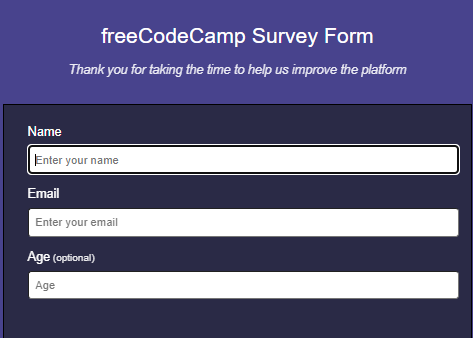 freeCodeCamp Survey Form
Thank you for taking the time to help us improve the platform
Name
Enter your name
Email
Enter your email
Age (optional)
Age